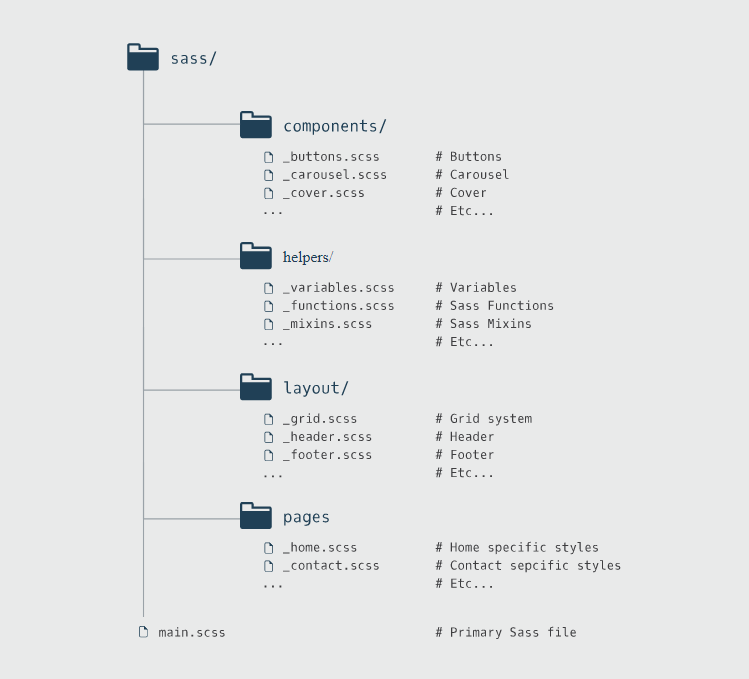 sass/
components/
_buttons.scss # Buttons
_carousel.scss # Carousel
_cover.scss # Cover
... # Etc...
helpers/
_variables.scss # Variables
_functions.scss # Sass Functions
_mixins.scss # Sass Mixins
... # Etc...
layout/
_grid.scss # Grid system
_header.scss # Header
_footer.scss # Footer
... # Etc...
pages
_home.scss # Home specific styles
_contact.scss # Contact sepcific styles
... # Etc...
main.scss # Primary Sass file